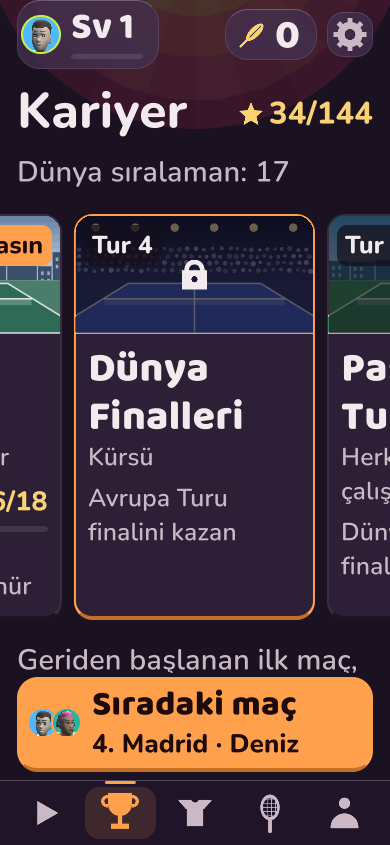 Sv 1
0
Kariyer
34/144
Dünya sıralaman: 17
Tur 4
Tur
Dünya
Finalleri
Kürsü
Avrupa Turu
finalini kazan
/18
Geriden başlanan ilk maç,
Sıradaki maç
4. Madrid · Deniz